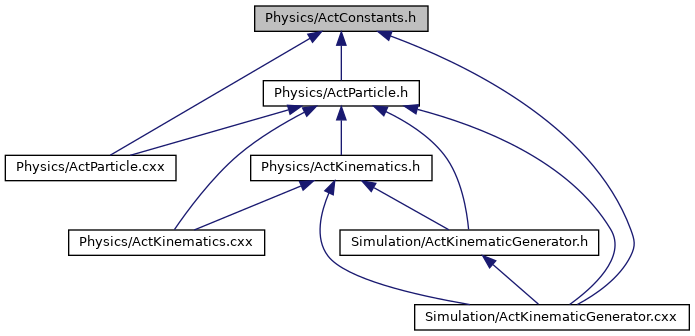 Physics/ActConstants.h
Physics/ActParticle.h
Physics/ActParticle.cxx
Physics/ActKinematics.h
Physics/ActKinematics.cxx
Simulation/ActKinematicGenerator.h
Simulation/ActKinematicGenerator.cxx